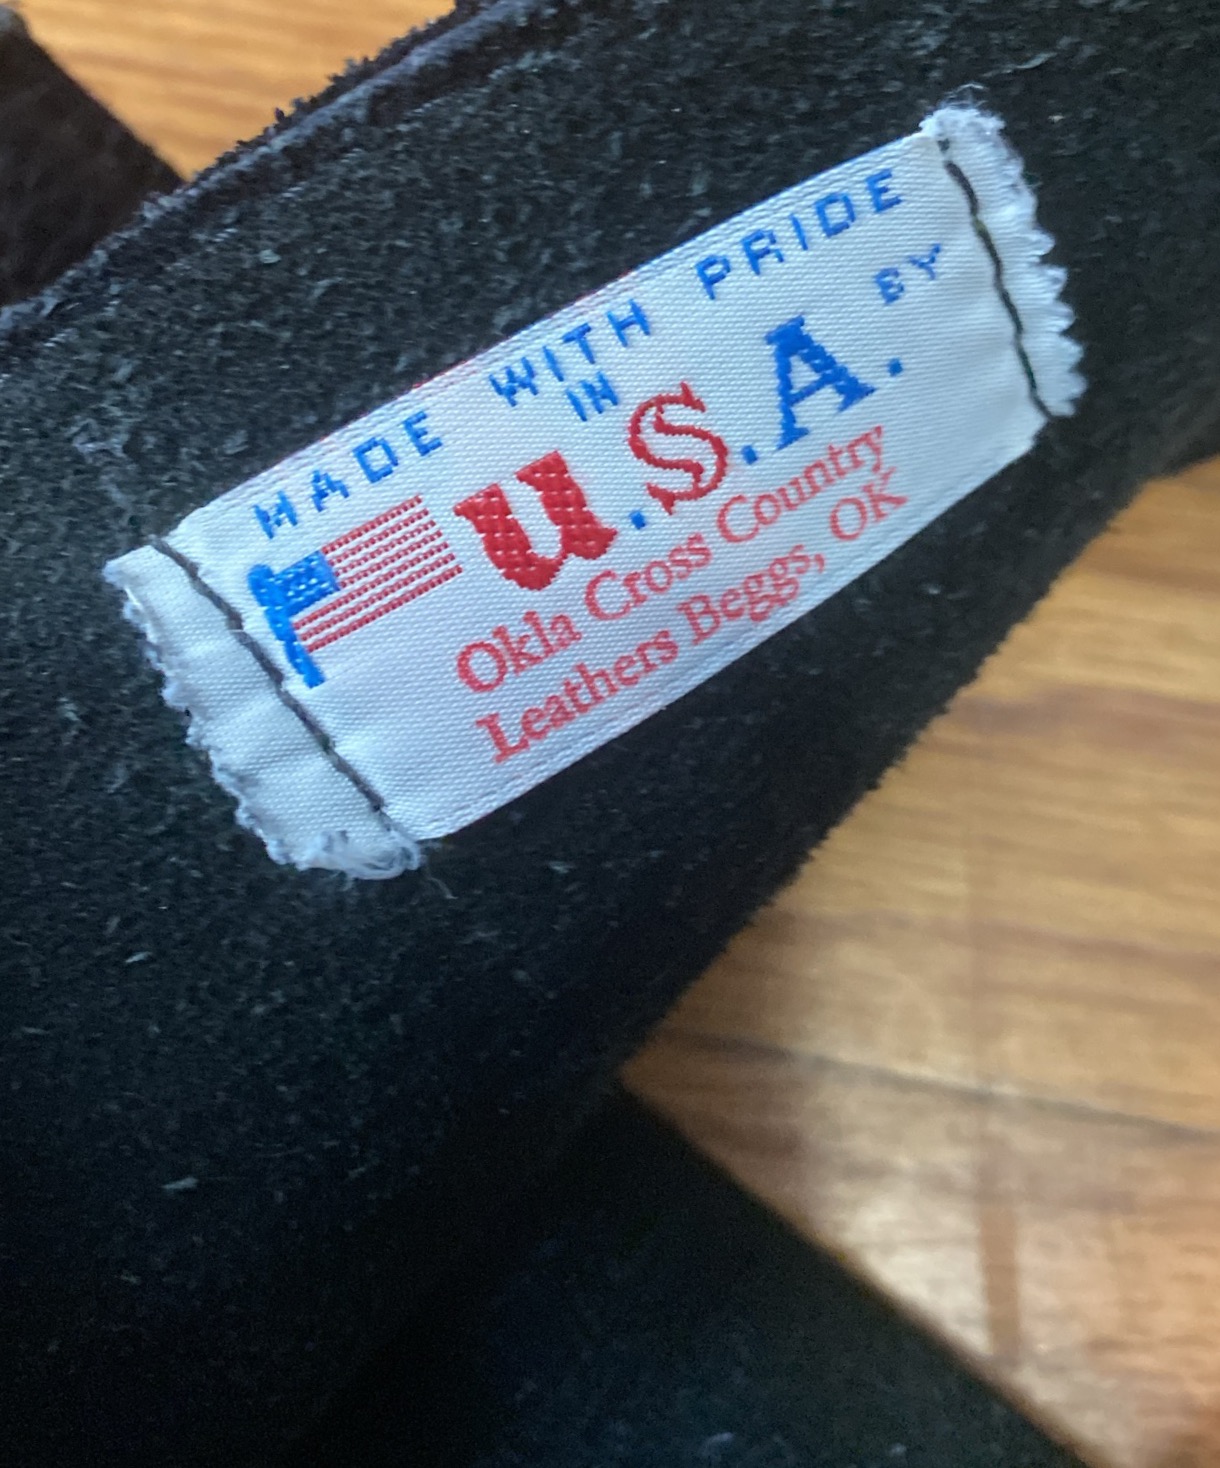 MADE WITH PRIDE
IN BY
U.S.A.
Okla Cross Country
Leathers Beggs, OK